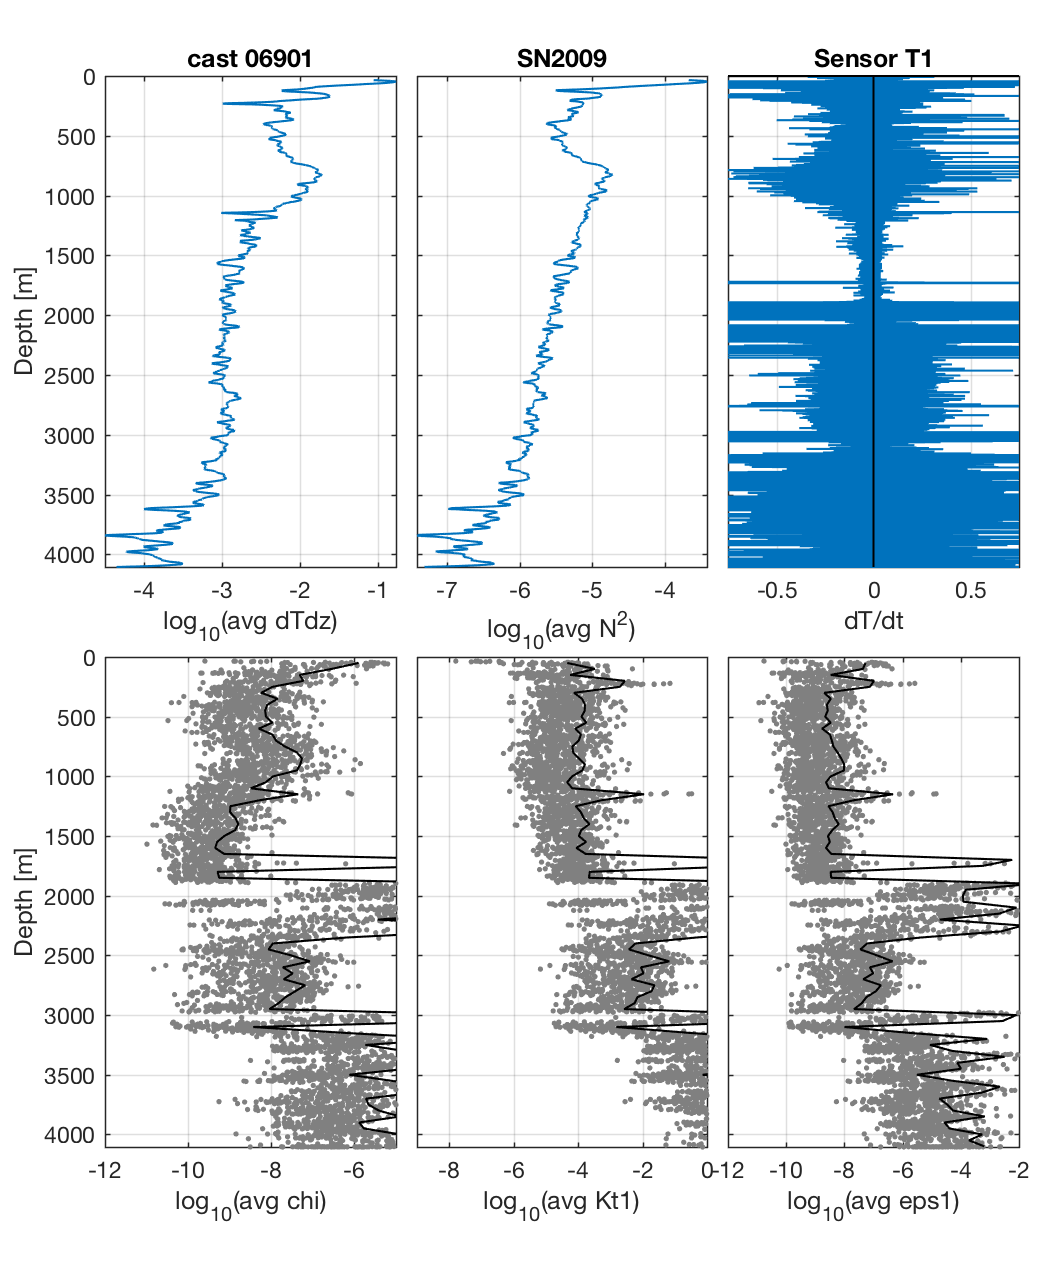 cast 06901 SN2009 Sensor T1
0
500
1000
1500
2000
2500
3000
3500
4000
Depth [m]
-4 -3 -2 -1 -7 -6 -5 -4 -0.5 0 0.5
log10(avg dTdz) log10(avg N2) dT/dt
0
500
1000
1500
2000
2500
3000
3500
4000
Depth [m]
-12 -10 -8 -6 -8 -6 -4 -2 0 -12 -10 -8 -6 -4 -2
log10(avg chi) log10(avg Kt1) log10(avg eps1)